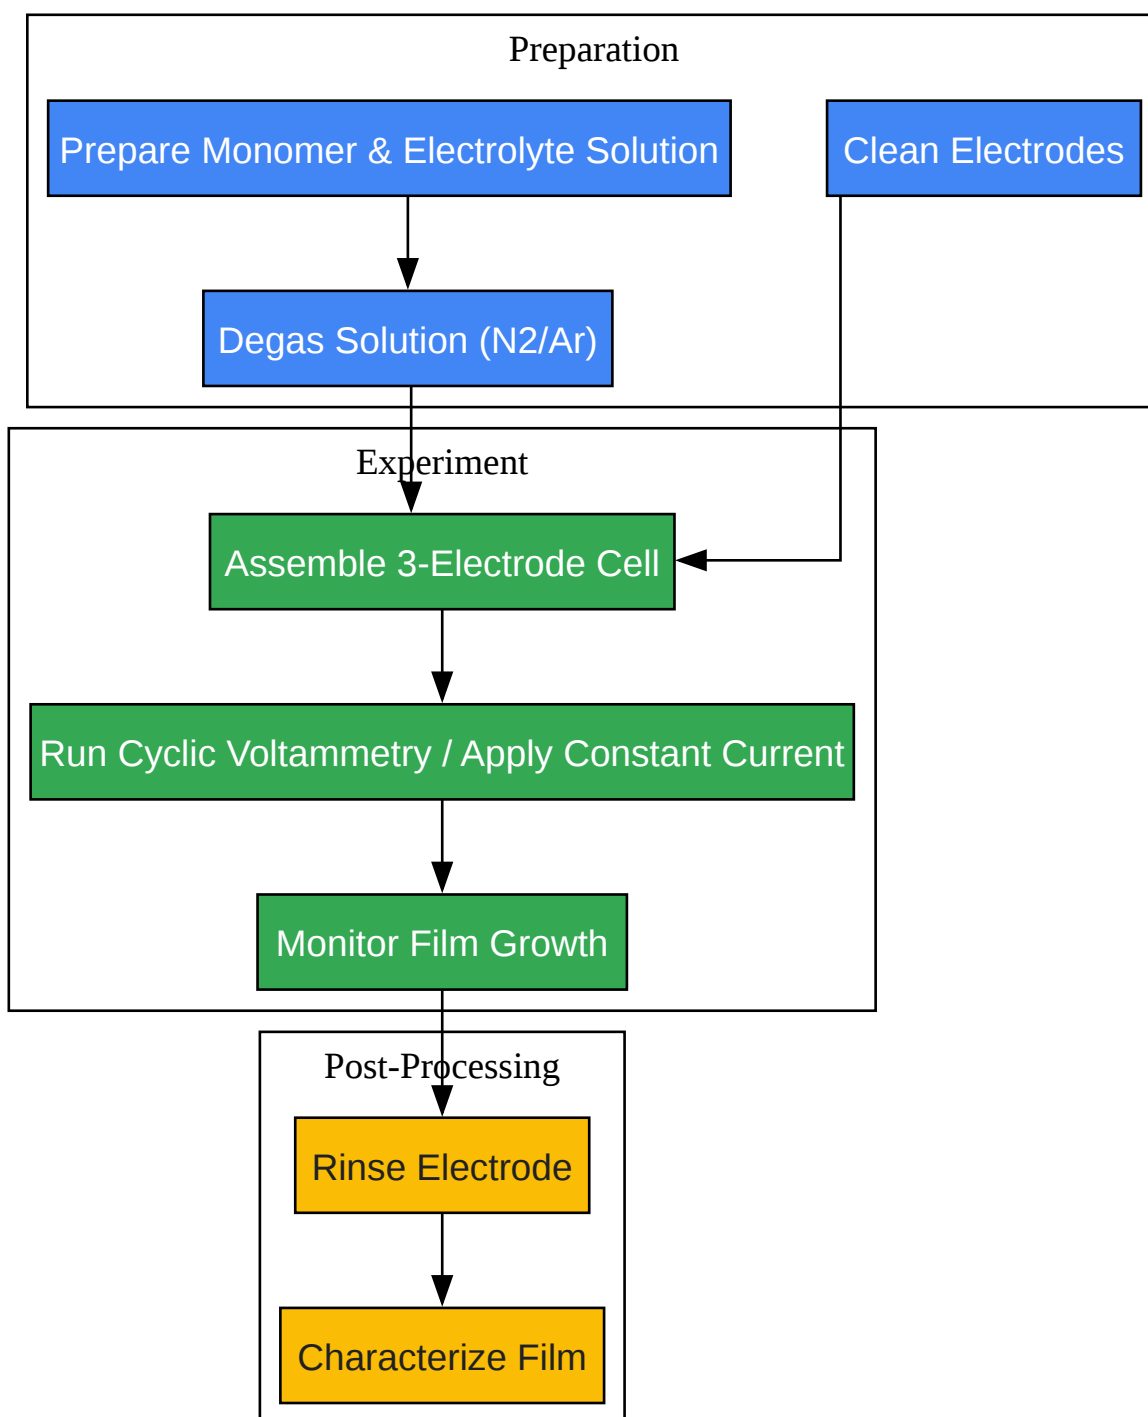 Preparation
Prepare Monomer & Electrolyte Solution
Clean Electrodes
Degas Solution (N2/Ar)
Experiment
Assemble 3-Electrode Cell
Run Cyclic Voltammetry / Apply Constant Current
Monitor Film Growth
Post-Processing
Rinse Electrode
Characterize Film